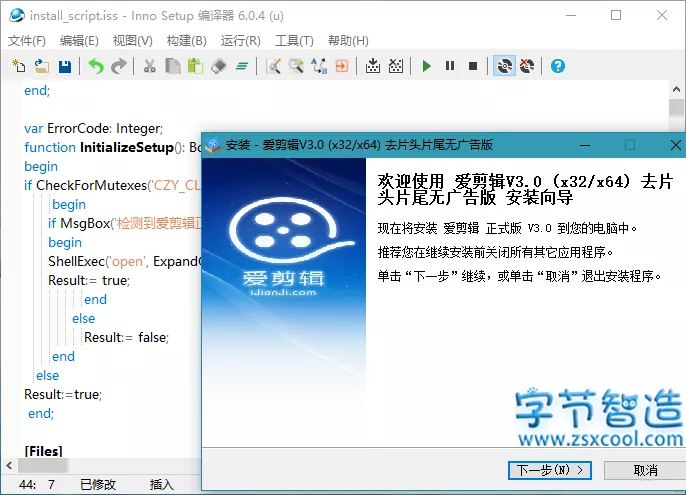 install_script.iss - Inno Setup 编译器 6.0.4 (u)
文件(F) 编辑(E) 视图(V) 构建(B) 运行(R) 工具(T) 帮助(H)
end;
var ErrorCode: Integer;
function InitializeSetup(): Bo
begin
if CheckForMutexes('CZY_CL
begin
if MsgBox('检测到爱剪辑正
begin
ShellExec('open', ExpandC
Result:= true;
end
else
Result:= false;
end
else
Result:=true;
end;
[Files]
44: 7 已修改 插入
安装 - 爱剪辑V3.0 (x32/x64) 去片头片尾无广告版
爱剪辑
iJianJi.com
欢迎使用 爱剪辑V3.0 (x32/x64) 去片
头片尾无广告版 安装向导
现在将安装 爱剪辑 正式版 V3.0 到您的电脑中。
推荐您在继续安装前关闭所有其它应用程序。
单击“下一步”继续，或单击“取消”退出安装程序。
字节智造
www.zsxcool.com
下一步(N) >
取消